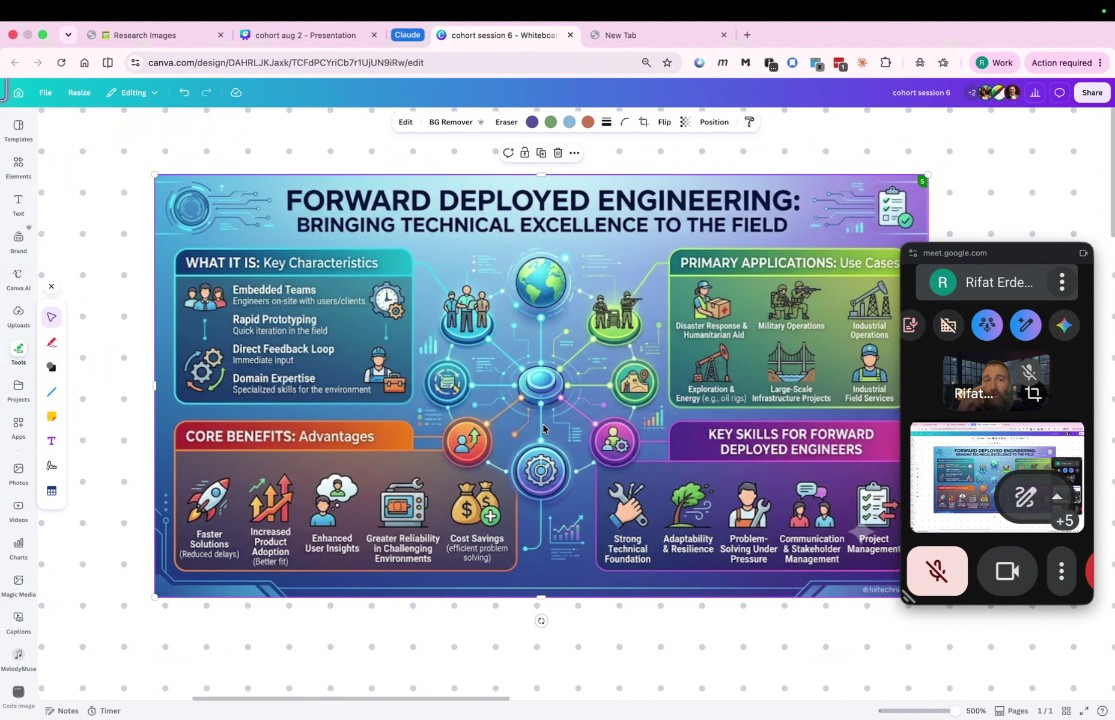 Research Images
cohort aug 2 - Presentation
Claude
cohort session 6 - Whiteboa
New Tab
canva.com/design/DAHRLJKJaxk/TCFdPCYriCb7r1UjUN9iRw/edit
Work
Action required
File
Resize
Editing
cohort session 6
+2
Share
Edit
BG Remover
Eraser
Flip
Position
Templates
Elements
Text
Brand
Canva AI
Uploads
Tools
Projects
Apps
Photos
Videos
Charts
Magic Media
Captions
MelodyMuse
Code Image
FORWARD DEPLOYED ENGINEERING:
BRINGING TECHNICAL EXCELLENCE TO THE FIELD
WHAT IT IS: Key Characteristics
Embedded Teams
Engineers on-site with users/clients
Rapid Prototyping
Quick iteration in the field
Direct Feedback Loop
Immediate input
Domain Expertise
Specialized skills for the environment
PRIMARY APPLICATIONS: Use Cases
Disaster Response &
Humanitarian Aid
Military Operations
Industrial
Operations
Exploration &
Energy (e.g., oil rigs)
Large-Scale
Infrastructure Projects
Industrial
Field Services
CORE BENEFITS: Advantages
Faster
Solutions
(Reduced delays)
Increased
Product
Adoption
(Better fit)
Enhanced
User Insights
Greater Reliability
in Challenging
Environments
Cost Savings
(efficient problem
solving)
KEY SKILLS FOR FORWARD
DEPLOYED ENGINEERS
Strong
Technical
Foundation
Adaptability
& Resilience
Problem-
Solving Under
Pressure
Communication
& Stakeholder
Management
Project
Management
meet.google.com
R
Rifat Erde...
Rifat...
+5
Notes
Timer
500%
Pages
1 / 1